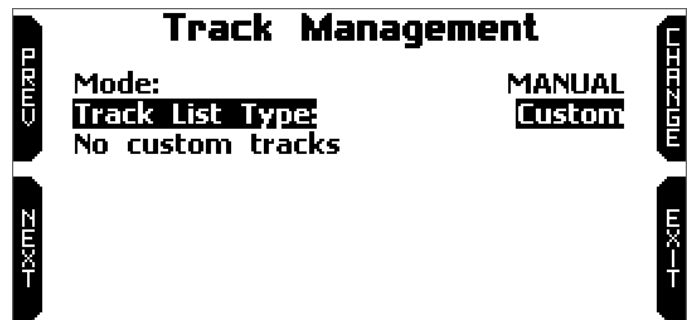 Track Management
PREV
CHANGE
Mode: MANUAL
Track List Type: Custom
No custom tracks
NEXT
EXIT